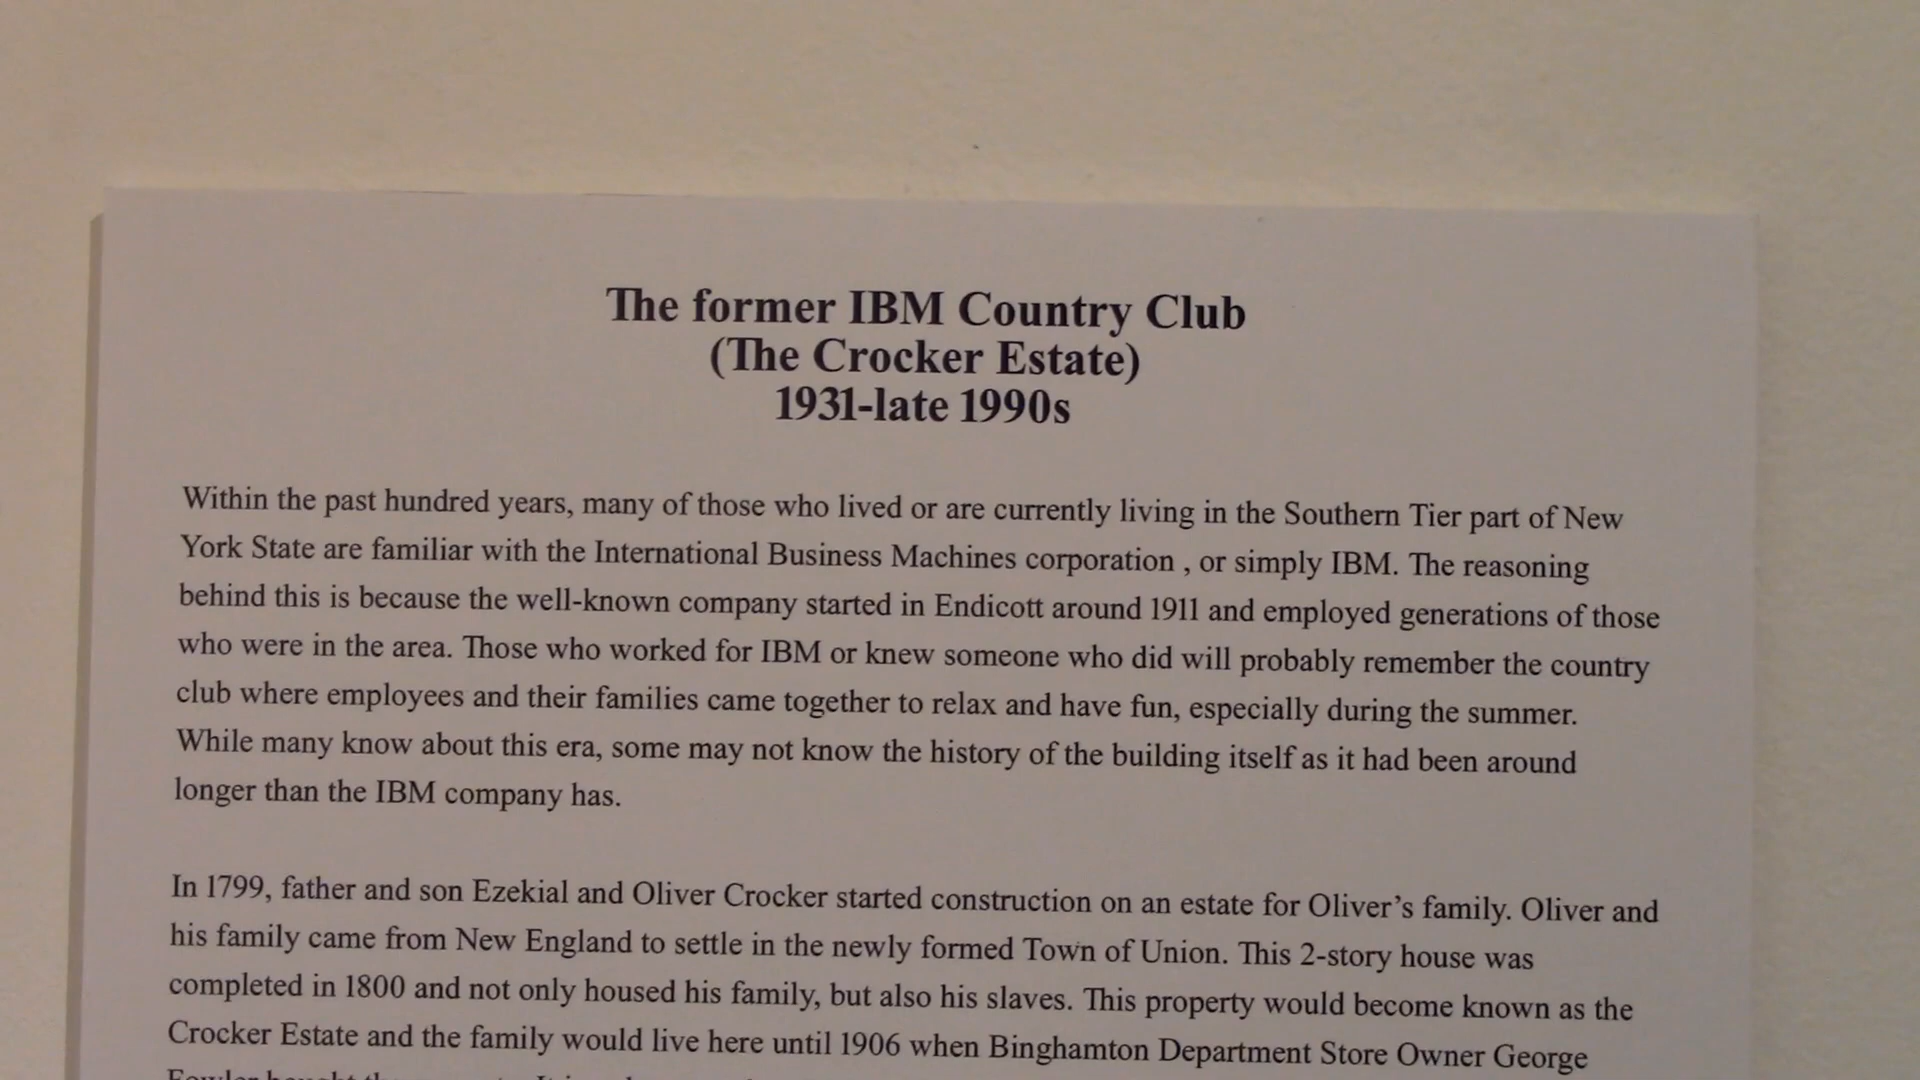 The former IBM Country Club
(The Crocker Estate)
1931-late 1990s
Within the past hundred years, many of those who lived or are currently living in the Southern Tier part of New
York State are familiar with the International Business Machines corporation , or simply IBM. The reasoning
behind this is because the well-known company started in Endicott around 1911 and employed generations of those
who were in the area. Those who worked for IBM or knew someone who did will probably remember the country
club where employees and their families came together to relax and have fun, especially during the summer.
While many know about this era, some may not know the history of the building itself as it had been around
longer than the IBM company has.
In 1799, father and son Ezekial and Oliver Crocker started construction on an estate for Oliver’s family. Oliver and
his family came from New England to settle in the newly formed Town of Union. This 2-story house was
completed in 1800 and not only housed his family, but also his slaves. This property would become known as the
Crocker Estate and the family would live here until 1906 when Binghamton Department Store Owner George